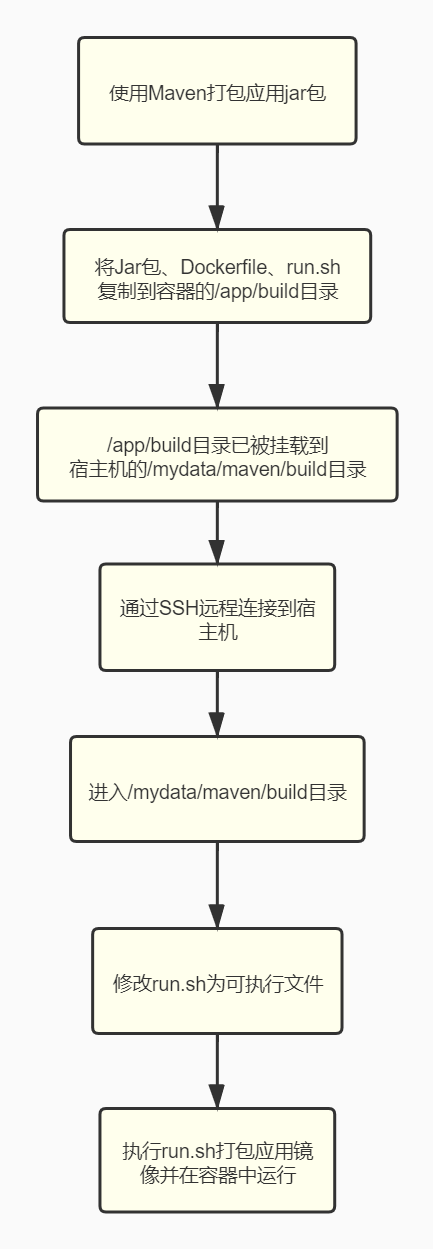 使用Maven打包应用jar包
将Jar包、Dockerfile、run.sh
复制到容器的/app/build目录
/app/build目录已被挂载到
宿主机的/mydata/maven/build目录
通过SSH远程连接到宿
主机
进入/mydata/maven/build目录
修改run.sh为可执行文件
执行run.sh打包应用镜
像并在容器中运行